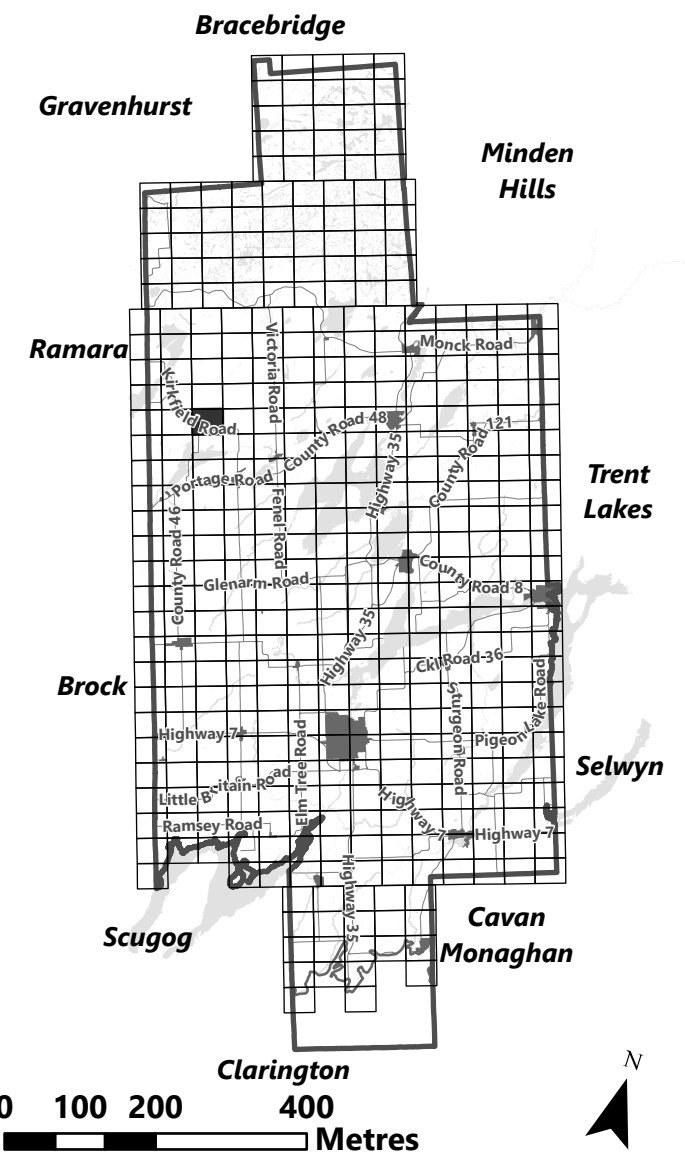 Bracebridge
Gravenhurst
Minden
Hills
Ramara
Monck Road
Victoria Road
Kirkfield Road
County Road 48
County Road 121
Highway 35
Portage Road
Trent
Lakes
Fenel Road
County Road 46
County Road 8
Glenarm Road
Highway 35
Ckl Road 36
Brock
Sturgeon Road
Pigeon Lake Road
Highway 7
Elm Tree Road
Selwyn
Little Britain Road
Highway 7
Ramsey Road
Highway 7
Highway 35
Scugog
Cavan
Monaghan
Clarington
N
0 100 200 400
Metres